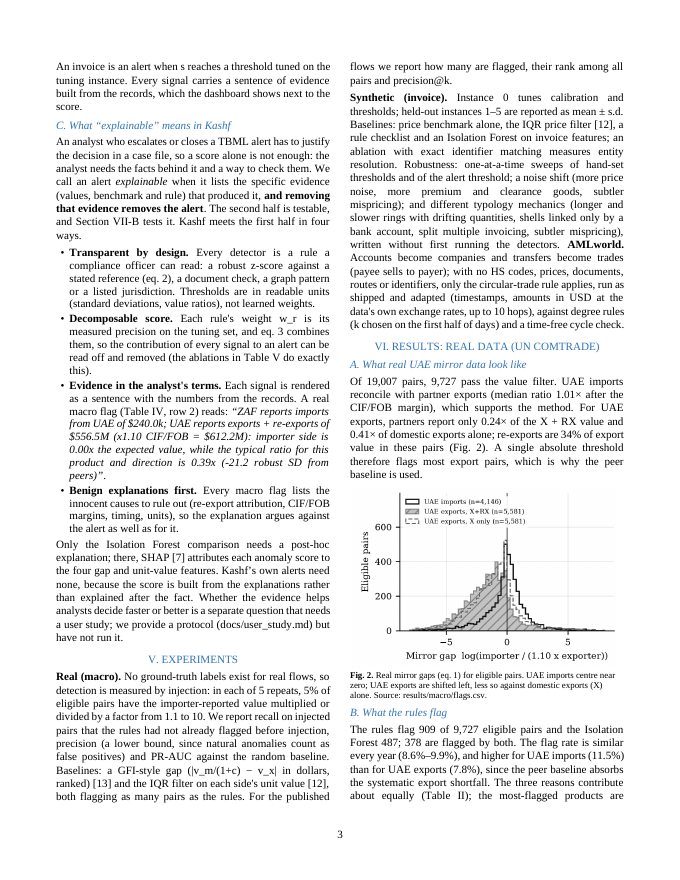 An invoice is an alert when s reaches a threshold tuned on the
tuning instance. Every signal carries a sentence of evidence
built from the records, which the dashboard shows next to the
score.
C. What “explainable” means in Kashf
An analyst who escalates or closes a TBML alert has to justify
the decision in a case file, so a score alone is not enough: the
analyst needs the facts behind it and a way to check them. We
call an alert explainable when it lists the specific evidence
(values, benchmark and rule) that produced it, and removing
that evidence removes the alert. The second half is testable,
and Section VII-B tests it. Kashf meets the first half in four
ways.
• Transparent by design. Every detector is a rule a
compliance officer can read: a robust z-score against a
stated reference (eq. 2), a document check, a graph pattern
or a listed jurisdiction. Thresholds are in readable units
(standard deviations, value ratios), not learned weights.
• Decomposable score. Each rule's weight w_r is its
measured precision on the tuning set, and eq. 3 combines
them, so the contribution of every signal to an alert can be
read off and removed (the ablations in Table V do exactly
this).
• Evidence in the analyst's terms. Each signal is rendered
as a sentence with the numbers from the records. A real
macro flag (Table IV, row 2) reads: “ZAF reports imports
from UAE of $240.0k; UAE reports exports + re-exports of
$556.5M (x1.10 CIF/FOB = $612.2M): importer side is
0.00x the expected value, while the typical ratio for this
product and direction is 0.39x (-21.2 robust SD from
peers)”.
• Benign explanations first. Every macro flag lists the
innocent causes to rule out (re-export attribution, CIF/FOB
margins, timing, units), so the explanation argues against
the alert as well as for it.
Only the Isolation Forest comparison needs a post-hoc
explanation; there, SHAP [7] attributes each anomaly score to
the four gap and unit-value features. Kashf's own alerts need
none, because the score is built from the explanations rather
than explained after the fact. Whether the evidence helps
analysts decide faster or better is a separate question that needs
a user study; we provide a protocol (docs/user_study.md) but
have not run it.
V. EXPERIMENTS
Real (macro). No ground-truth labels exist for real flows, so
detection is measured by injection: in each of 5 repeats, 5% of
eligible pairs have the importer-reported value multiplied or
divided by a factor from 1.1 to 10. We report recall on injected
pairs that the rules had not already flagged before injection,
precision (a lower bound, since natural anomalies count as
false positives) and PR-AUC against the random baseline.
Baselines: a GFI-style gap (|v_m/(1+c) − v_x| in dollars,
ranked) [13] and the IQR filter on each side's unit value [12],
both flagging as many pairs as the rules. For the published
flows we report how many are flagged, their rank among all
pairs and precision@k.
Synthetic (invoice). Instance 0 tunes calibration and
thresholds; held-out instances 1–5 are reported as mean ± s.d.
Baselines: price benchmark alone, the IQR price filter [12], a
rule checklist and an Isolation Forest on invoice features; an
ablation with exact identifier matching measures entity
resolution. Robustness: one-at-a-time sweeps of hand-set
thresholds and of the alert threshold; a noise shift (more price
noise, more premium and clearance goods, subtler
mispricing); and different typology mechanics (longer and
slower rings with drifting quantities, shells linked only by a
bank account, split multiple invoicing, subtler mispricing),
written without first running the detectors. AMLworld.
Accounts become companies and transfers become trades
(payee sells to payer); with no HS codes, prices, documents,
routes or identifiers, only the circular-trade rule applies, run as
shipped and adapted (timestamps, amounts in USD at the
data's own exchange rates, up to 10 hops), against degree rules
(k chosen on the first half of days) and a time-free cycle check.
VI. RESULTS: REAL DATA (UN COMTRADE)
A. What real UAE mirror data look like
Of 19,007 pairs, 9,727 pass the value filter. UAE imports
reconcile with partner exports (median ratio 1.01× after the
CIF/FOB margin), which supports the method. For UAE
exports, partners report only 0.24× of the X + RX value and
0.41× of domestic exports alone; re-exports are 34% of export
value in these pairs (Fig. 2). A single absolute threshold
therefore flags most export pairs, which is why the peer
baseline is used.
UAE imports (n=4,146)
UAE exports, X+RX (n=5,581)
UAE exports, X only (n=5,581)
Eligible pairs
600
400
200
0
−5
0
5
Mirror gap log(importer / (1.10 x exporter))
Fig. 2. Real mirror gaps (eq. 1) for eligible pairs. UAE imports centre near
zero; UAE exports are shifted left, less so against domestic exports (X)
alone. Source: results/macro/flags.csv.
B. What the rules flag
The rules flag 909 of 9,727 eligible pairs and the Isolation
Forest 487; 378 are flagged by both. The flag rate is similar
every year (8.6%–9.9%), and higher for UAE imports (11.5%)
than for UAE exports (7.8%), since the peer baseline absorbs
the systematic export shortfall. The three reasons contribute
about equally (Table II); the most-flagged products are
3